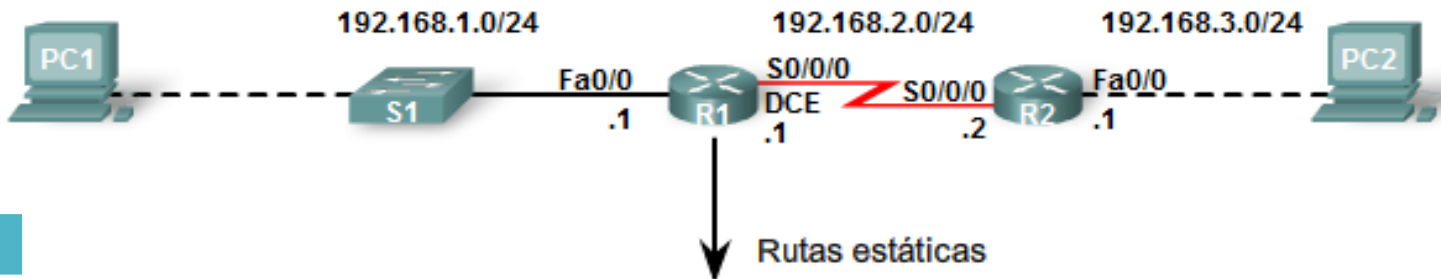 192.168.1.0/24 192.168.2.0/24 192.168.3.0/24
PC1 PC2
Fa0/0 S0/0/0 S0/0/0 Fa0/0
S1 R1 DCE R2
.1 .1 .2 .1
Rutas estáticas